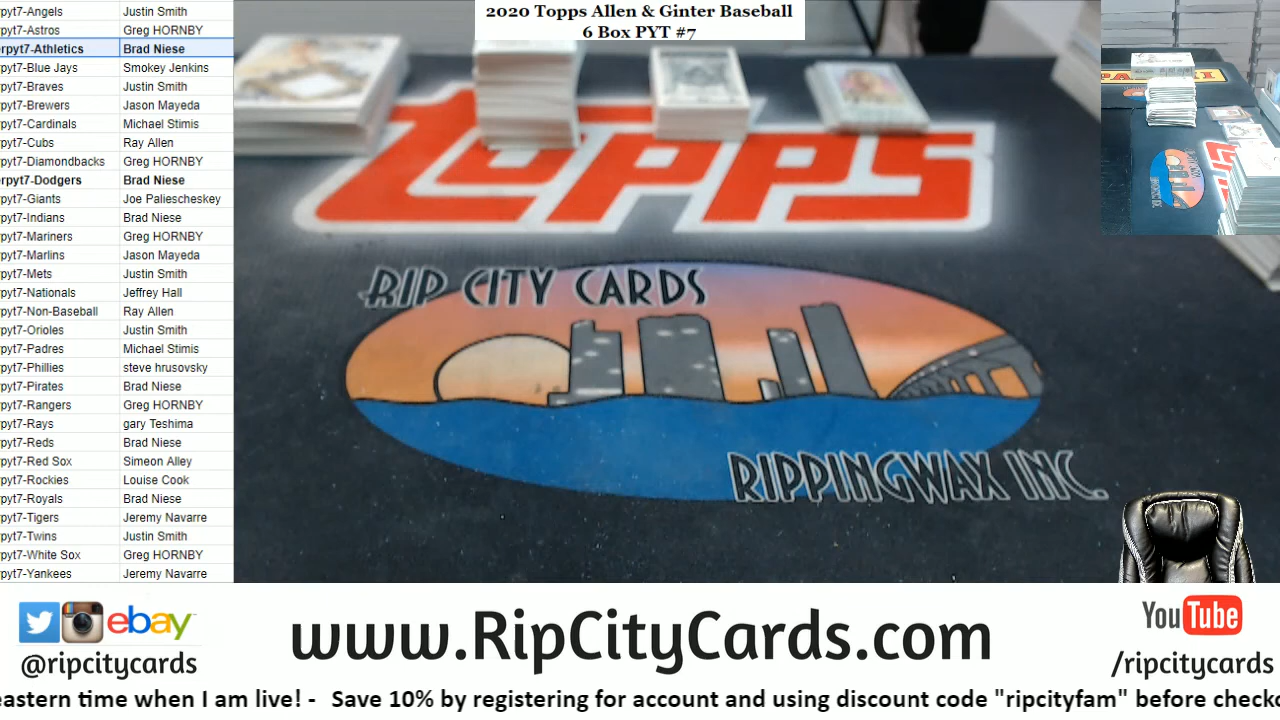 pyt7-Angels Justin Smith
pyt7-Astros Greg HORNBY
rpyt7-Athletics Brad Niese
pyt7-Blue Jays Smokey Jenkins
pyt7-Braves Justin Smith
pyt7-Brewers Jason Mayeda
pyt7-Cardinals Michael Stimis
pyt7-Cubs Ray Allen
pyt7-Diamondbacks Greg HORNBY
rpyt7-Dodgers Brad Niese
pyt7-Giants Joe Paliescheskey
pyt7-Indians Brad Niese
pyt7-Mariners Greg HORNBY
pyt7-Marlins Jason Mayeda
pyt7-Mets Justin Smith
pyt7-Nationals Jeffrey Hall
pyt7-Non-Baseball Ray Allen
pyt7-Orioles Justin Smith
pyt7-Padres Michael Stimis
pyt7-Phillies steve hrusovsky
pyt7-Pirates Brad Niese
pyt7-Rangers Greg HORNBY
pyt7-Rays gary Teshima
pyt7-Reds Brad Niese
pyt7-Red Sox Simeon Alley
pyt7-Rockies Louise Cook
pyt7-Royals Brad Niese
pyt7-Tigers Jeremy Navarre
pyt7-Twins Justin Smith
pyt7-White Sox Greg HORNBY
pyt7-Yankees Jeremy Navarre
2020 Topps Allen & Ginter Baseball
6 Box PYT #7
TOPPS
RIP CITY CARDS
RIPPINGWAX INC.
ebay
@ripcitycards
www.RipCityCards.com
YouTube
/ripcitycards
eastern time when I am live! - Save 10% by registering for account and using discount code "ripcityfam" before checko